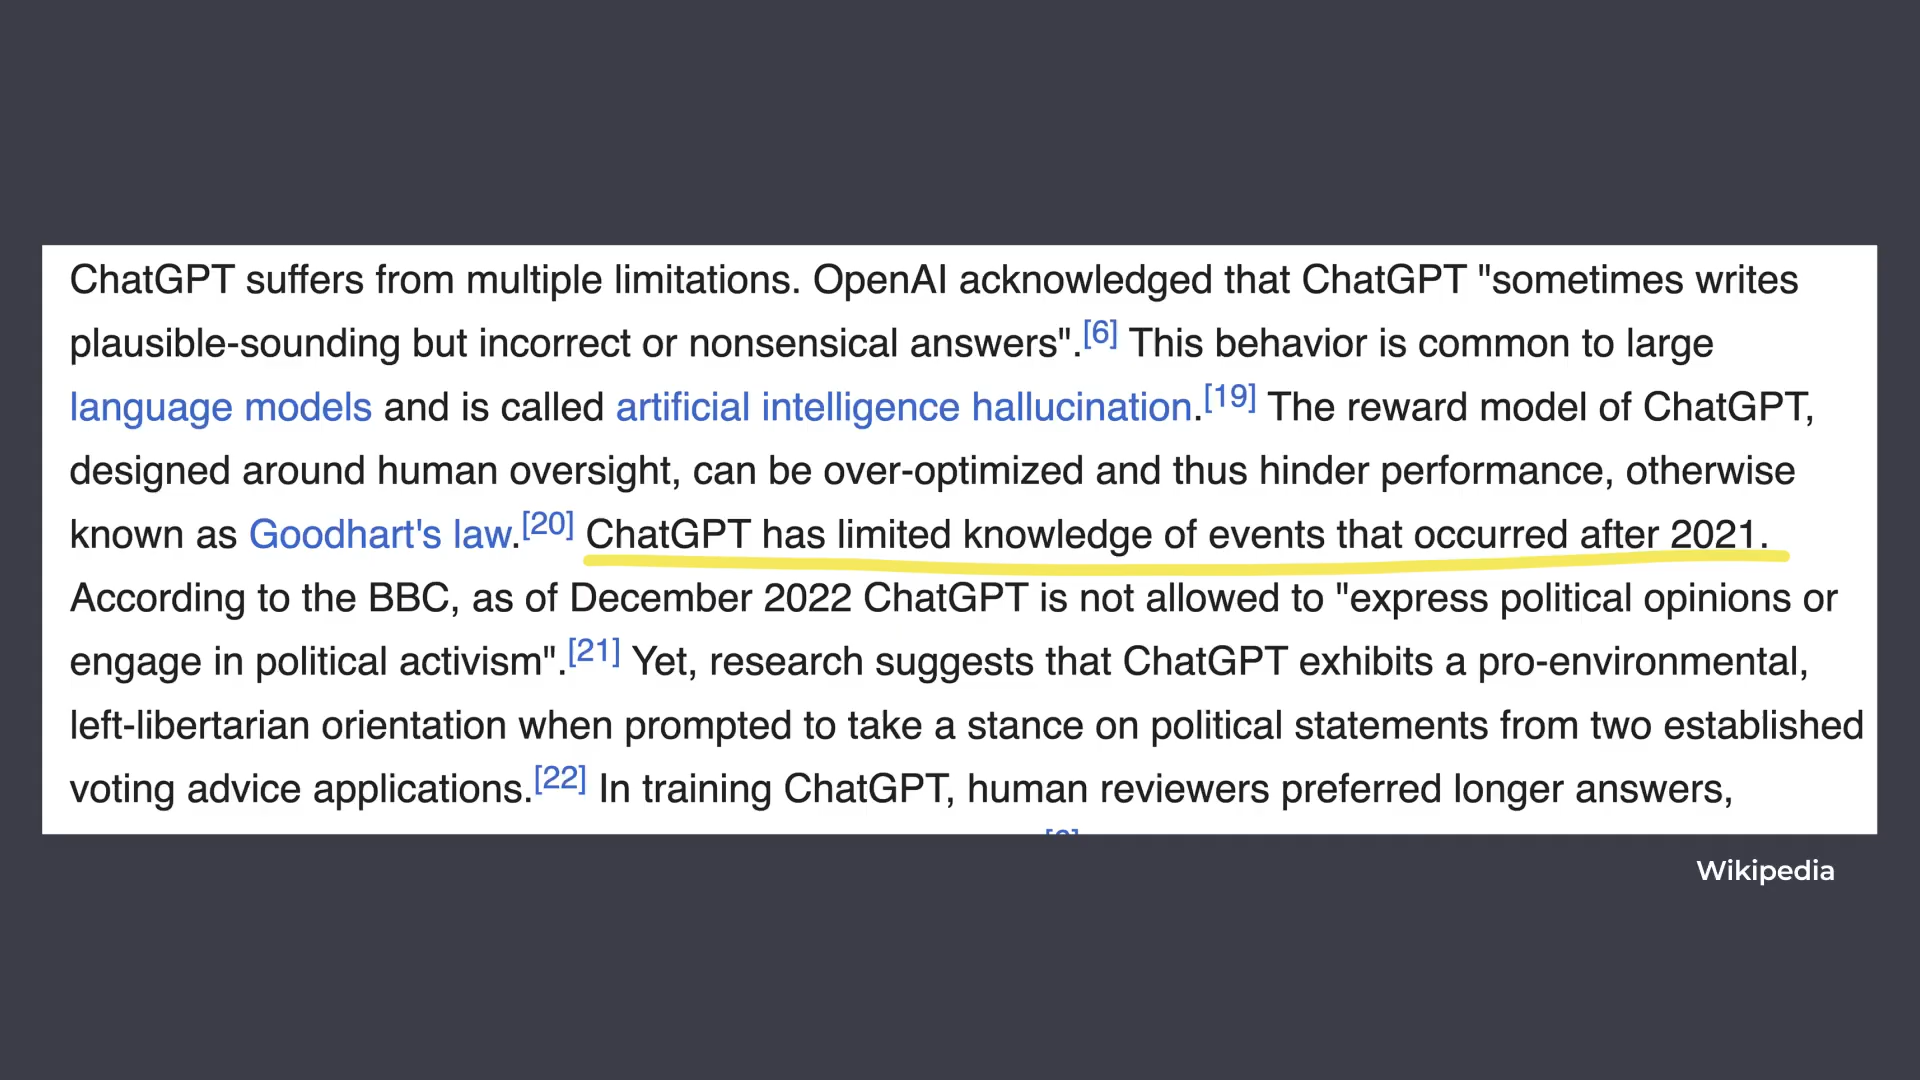 ChatGPT suffers from multiple limitations. OpenAI acknowledged that ChatGPT "sometimes writes
plausible-sounding but incorrect or nonsensical answers".[6] This behavior is common to large
language models and is called artificial intelligence hallucination.[19] The reward model of ChatGPT,
designed around human oversight, can be over-optimized and thus hinder performance, otherwise
known as Goodhart's law.[20] ChatGPT has limited knowledge of events that occurred after 2021.
According to the BBC, as of December 2022 ChatGPT is not allowed to "express political opinions or
engage in political activism".[21] Yet, research suggests that ChatGPT exhibits a pro-environmental,
left-libertarian orientation when prompted to take a stance on political statements from two established
voting advice applications.[22] In training ChatGPT, human reviewers preferred longer answers,
Wikipedia